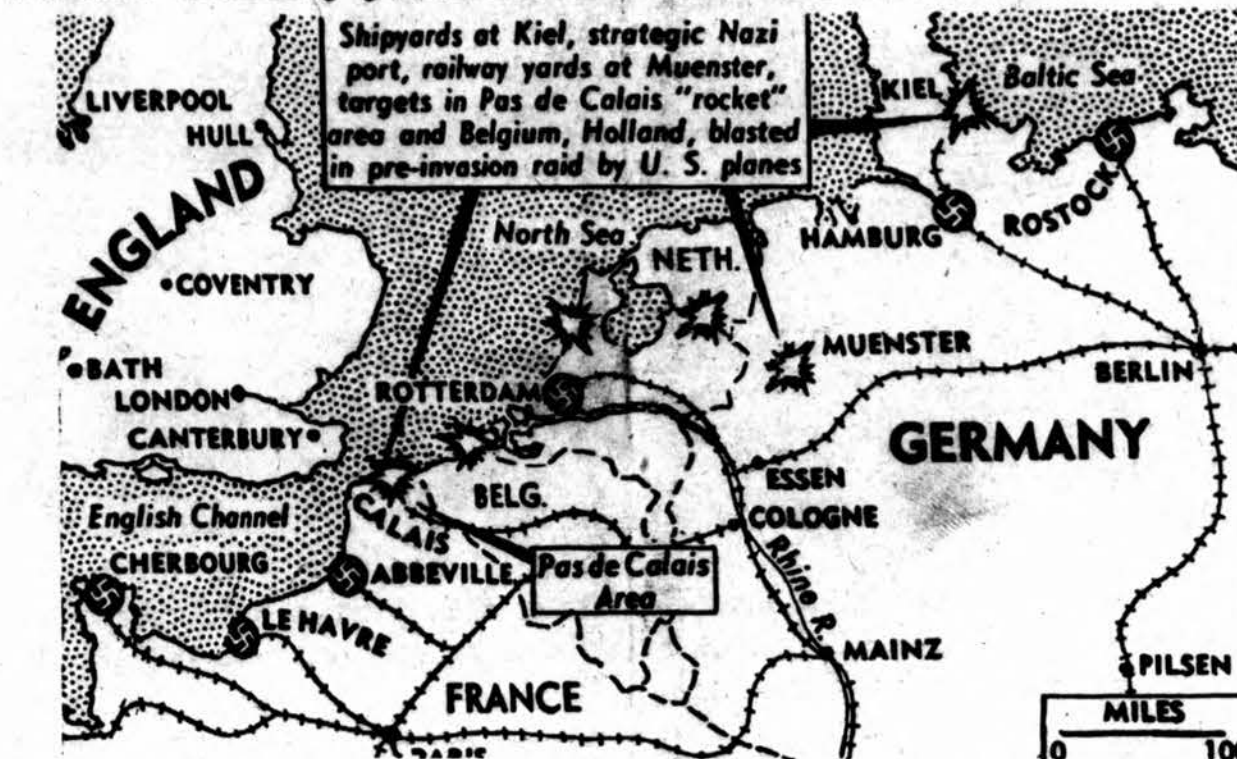 Shipyards at Kiel, strategic Nazi
port, railway yards at Muenster,
targets in Pas de Calais "rocket"
area and Belgium, Holland, blasted
in pre-invasion raid by U. S. planes
KIEL
Baltic Sea
LIVERPOOL
HULL
ENGLAND
North Sea
NETH.
HAMBURG
ROSTOCK
COVENTRY
MUENSTER
BATH
LONDON
ROTTERDAM
BERLIN
CANTERBURY
GERMANY
ESSEN
BELG.
English Channel
CALAIS
COLOGNE
CHERBOURG
ABBEVILLE
Pas de Calais
Area
Rhine R.
LE HAVRE
MAINZ
PILSEN
FRANCE
MILES
0
PARIS